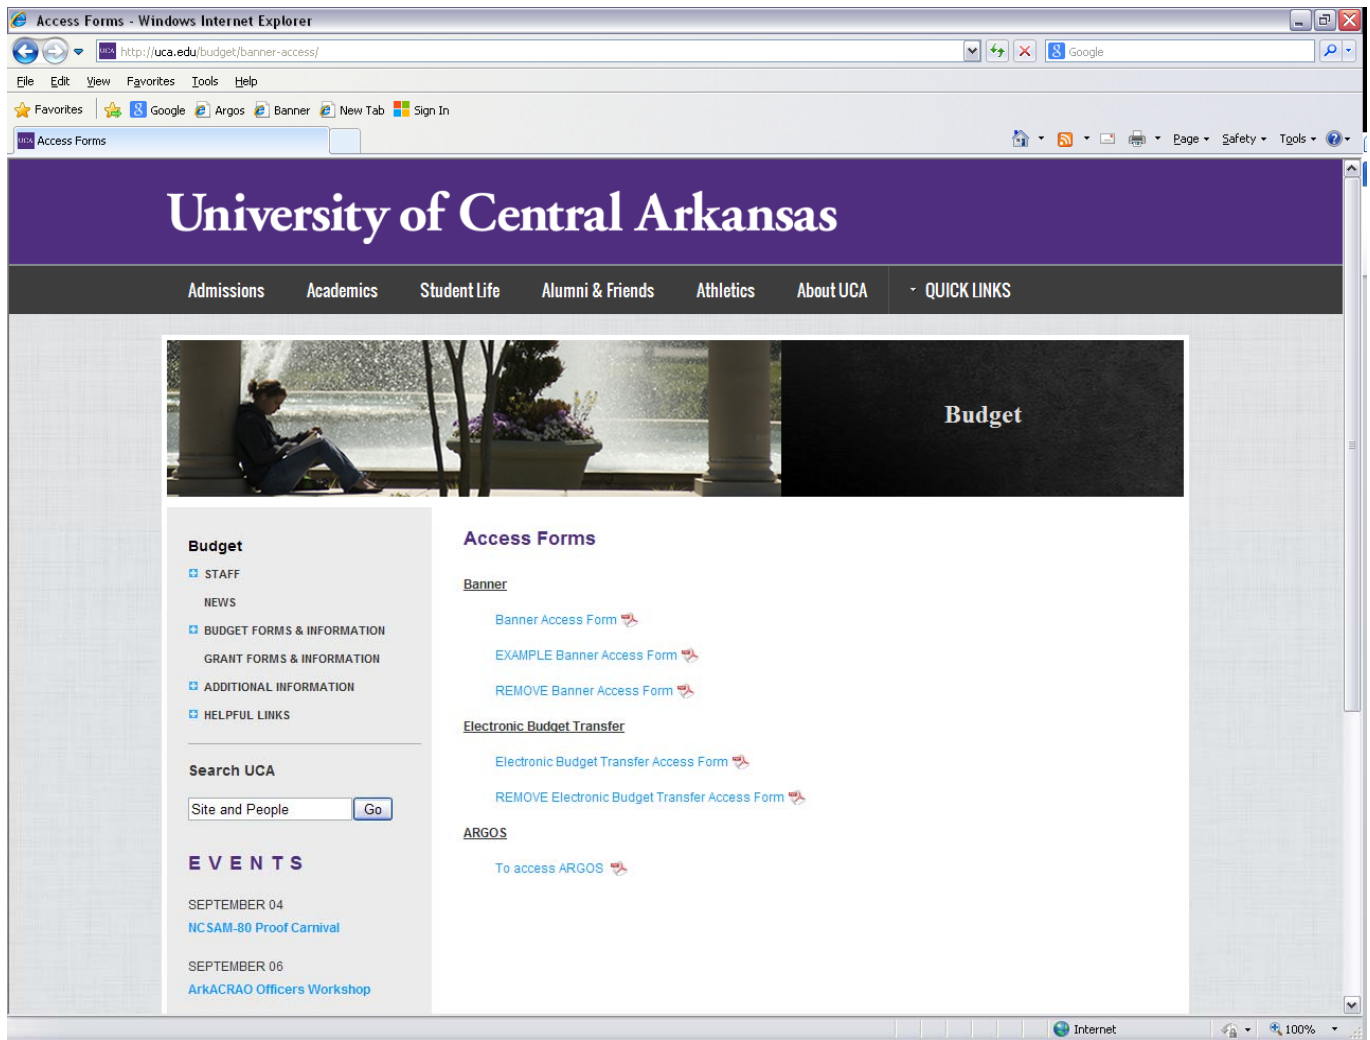 Access Forms - Windows Internet Explorer
http://uca.edu/budget/banner-access/
Google
File Edit View Favorites Tools Help
Favorites Google Argos Banner New Tab Sign In
UCA Access Forms
Page Safety Tools
University of Central Arkansas
Admissions Academics Student Life Alumni & Friends Athletics About UCA QUICK LINKS
Budget
Budget
STAFF
NEWS
BUDGET FORMS & INFORMATION
GRANT FORMS & INFORMATION
ADDITIONAL INFORMATION
HELPFUL LINKS
Search UCA
Site and People Go
EVENTS
SEPTEMBER 04
NCSAM-80 Proof Carnival
SEPTEMBER 06
ArkACRAO Officers Workshop
Access Forms
Banner
Banner Access Form
EXAMPLE Banner Access Form
REMOVE Banner Access Form
Electronic Budget Transfer
Electronic Budget Transfer Access Form
REMOVE Electronic Budget Transfer Access Form
ARGOS
To access ARGOS
Internet 100%